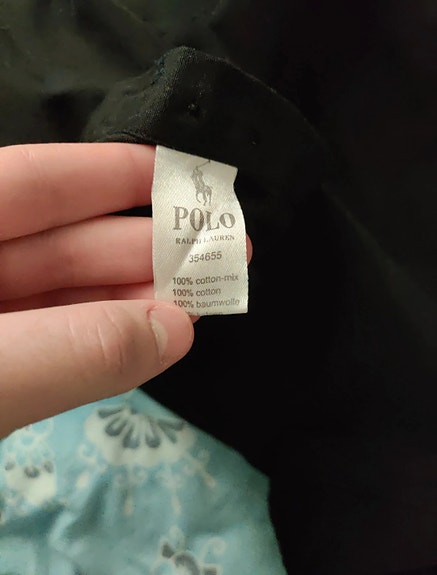 POLO
RALPH LAUREN
354655
100% cotton-mix
100% cotton
100% baumwolle